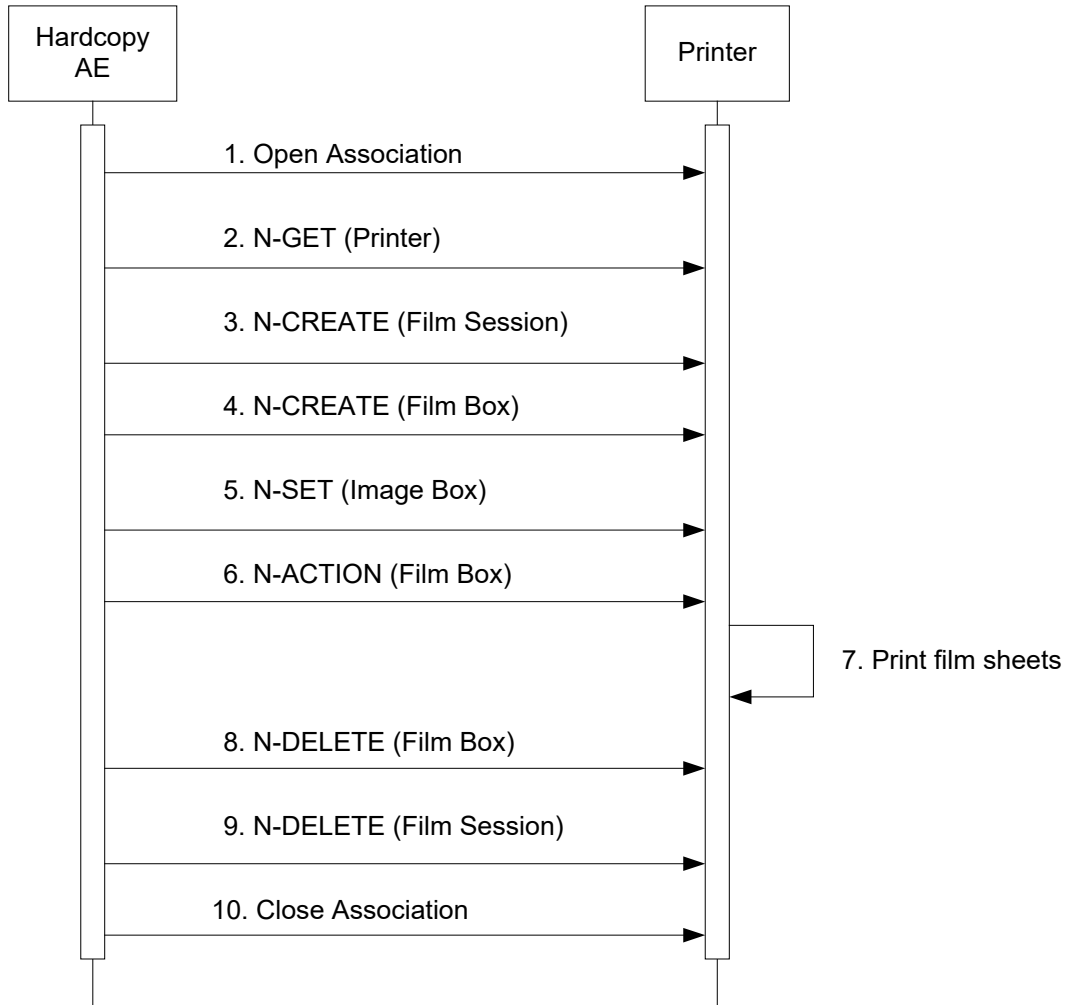 Hardcopy
AE
Printer
1. Open Association
2. N-GET (Printer)
3. N-CREATE (Film Session)
4. N-CREATE (Film Box)
5. N-SET (Image Box)
6. N-ACTION (Film Box)
7. Print film sheets
8. N-DELETE (Film Box)
9. N-DELETE (Film Session)
10. Close Association